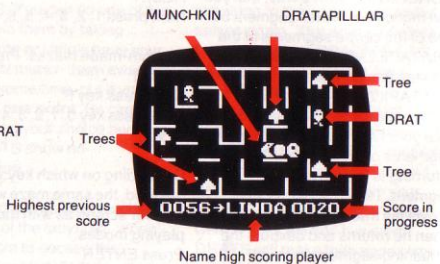 MUNCHKIN
DRATAPILLLAR
Tree
DRAT
RAT
Trees
Tree
Highest previous
score
0056→LINDA 0020
Score in
progress
Name high scoring player